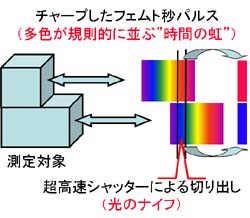 チャープしたフェムト秒パルス
(多色が規則的に並ぶ”時間の虹”)
測定対象
超高速シャッターによる切り出し
(光のナイフ)